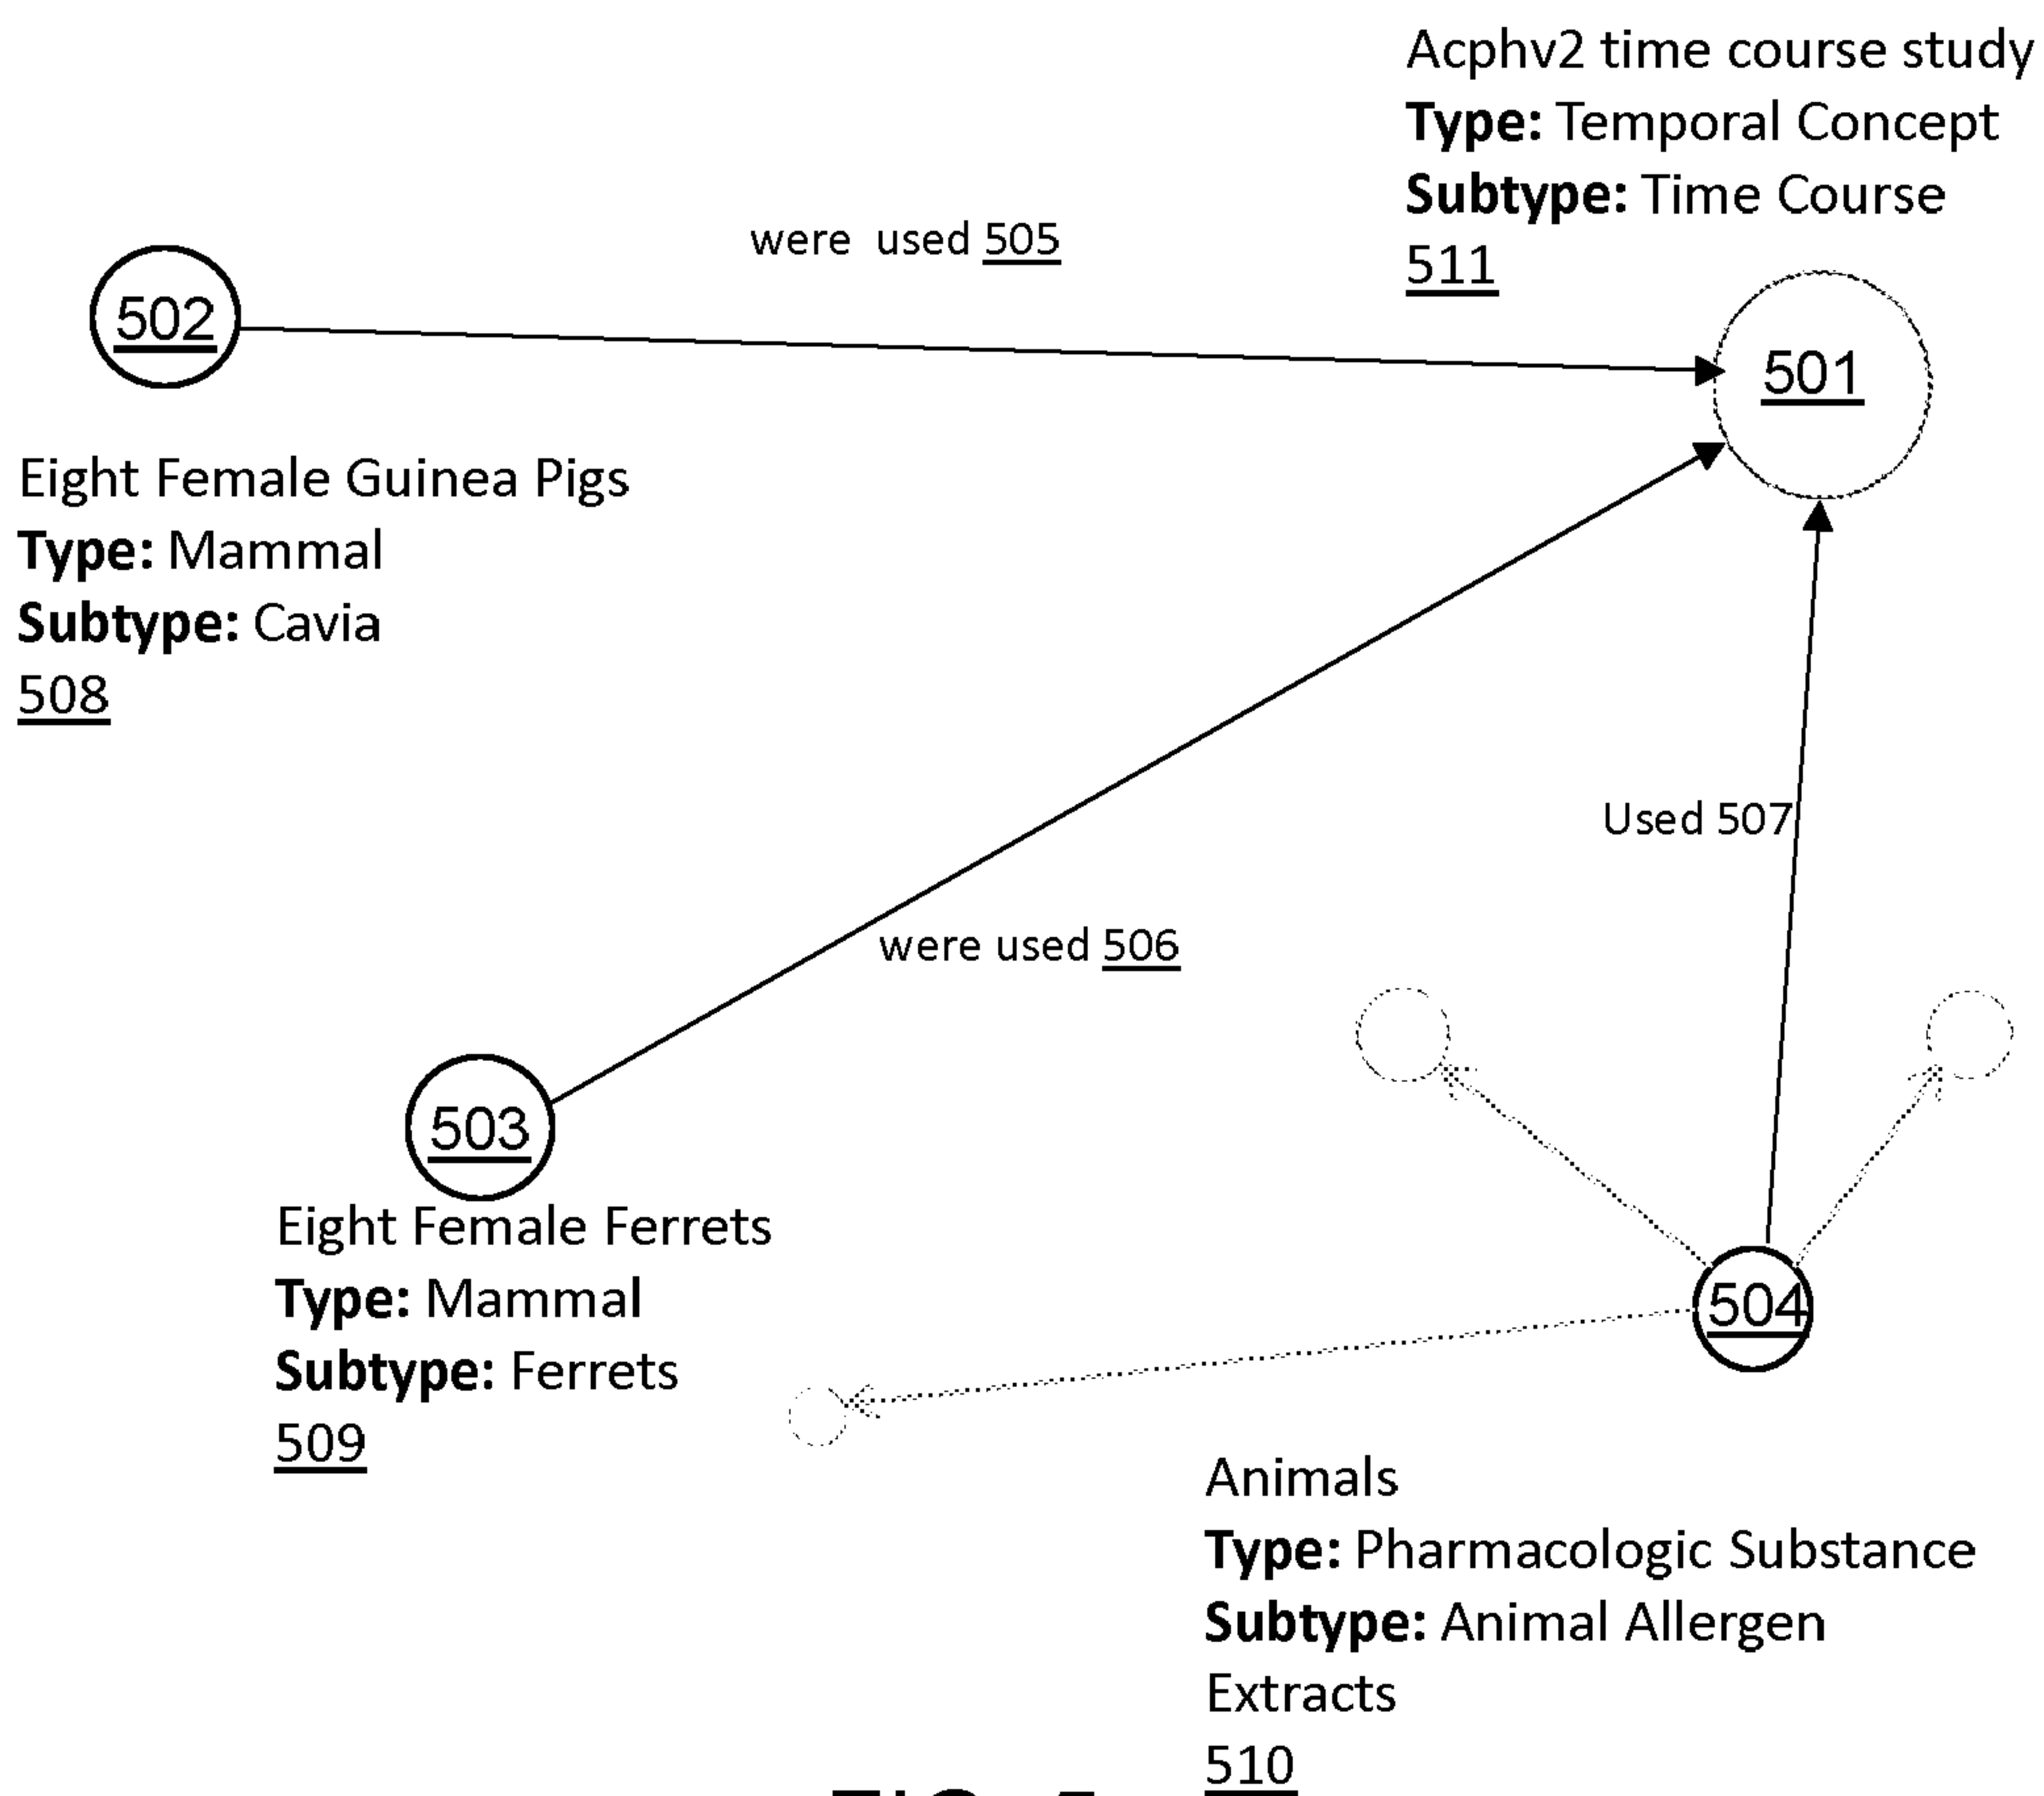 Acphv2 time course study
Type: Temporal Concept
Subtype: Time Course
511
were used 505
502
501
Eight Female Guinea Pigs
Type: Mammal
Subtype: Cavia
508
Used 507
were used 506
503
Eight Female Ferrets
Type: Mammal
Subtype: Ferrets
509
504
Animals
Type: Pharmacologic Substance
Subtype: Animal Allergen
Extracts
510